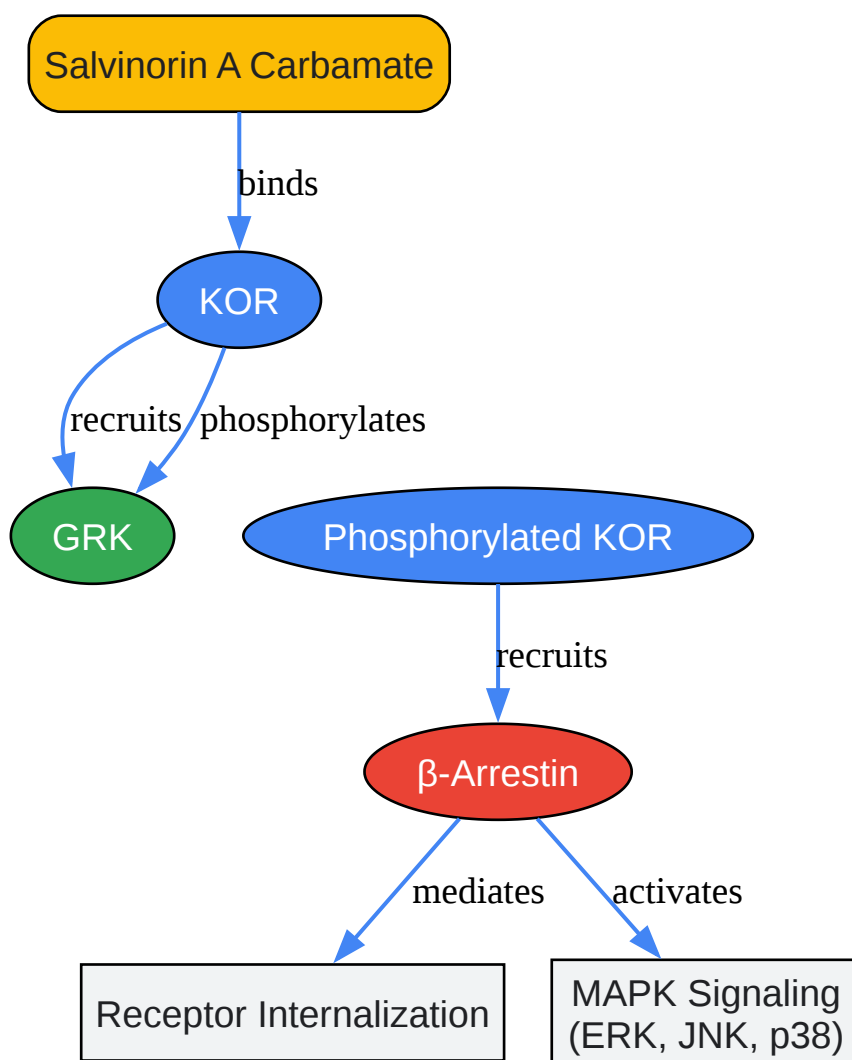 Salvinorin A Carbamate
binds
KOR
recruits
phosphorylates
GRK
Phosphorylated KOR
recruits
β-Arrestin
mediates
activates
Receptor Internalization
MAPK Signaling
(ERK, JNK, p38)